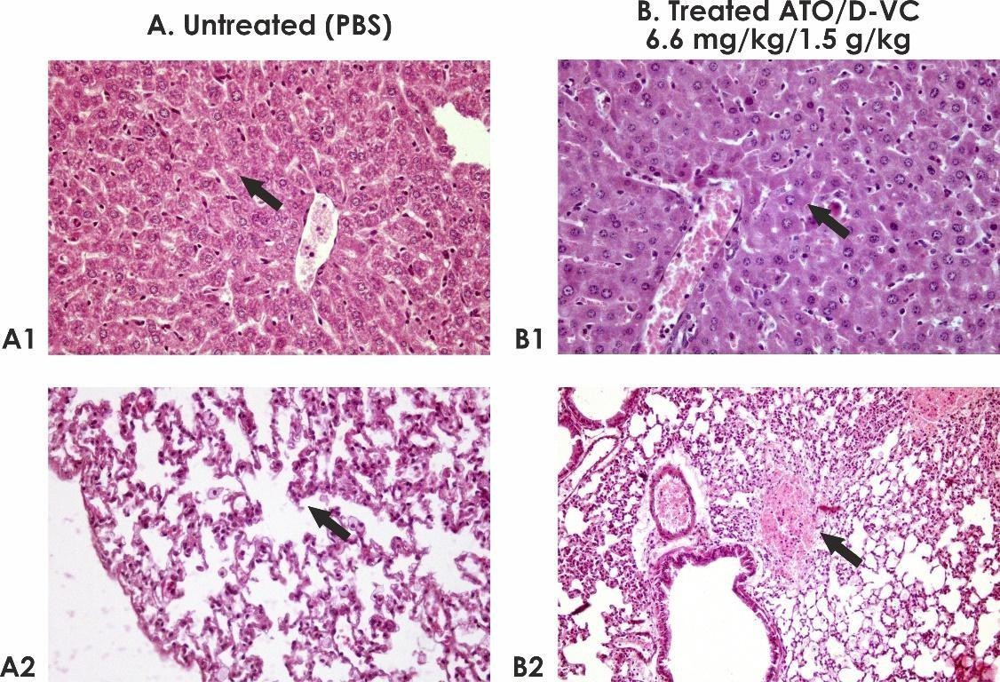 A. Untreated (PBS)
B. Treated ATO/D-VC
6.6 mg/kg/1.5 g/kg
A1
B1
A2
B2